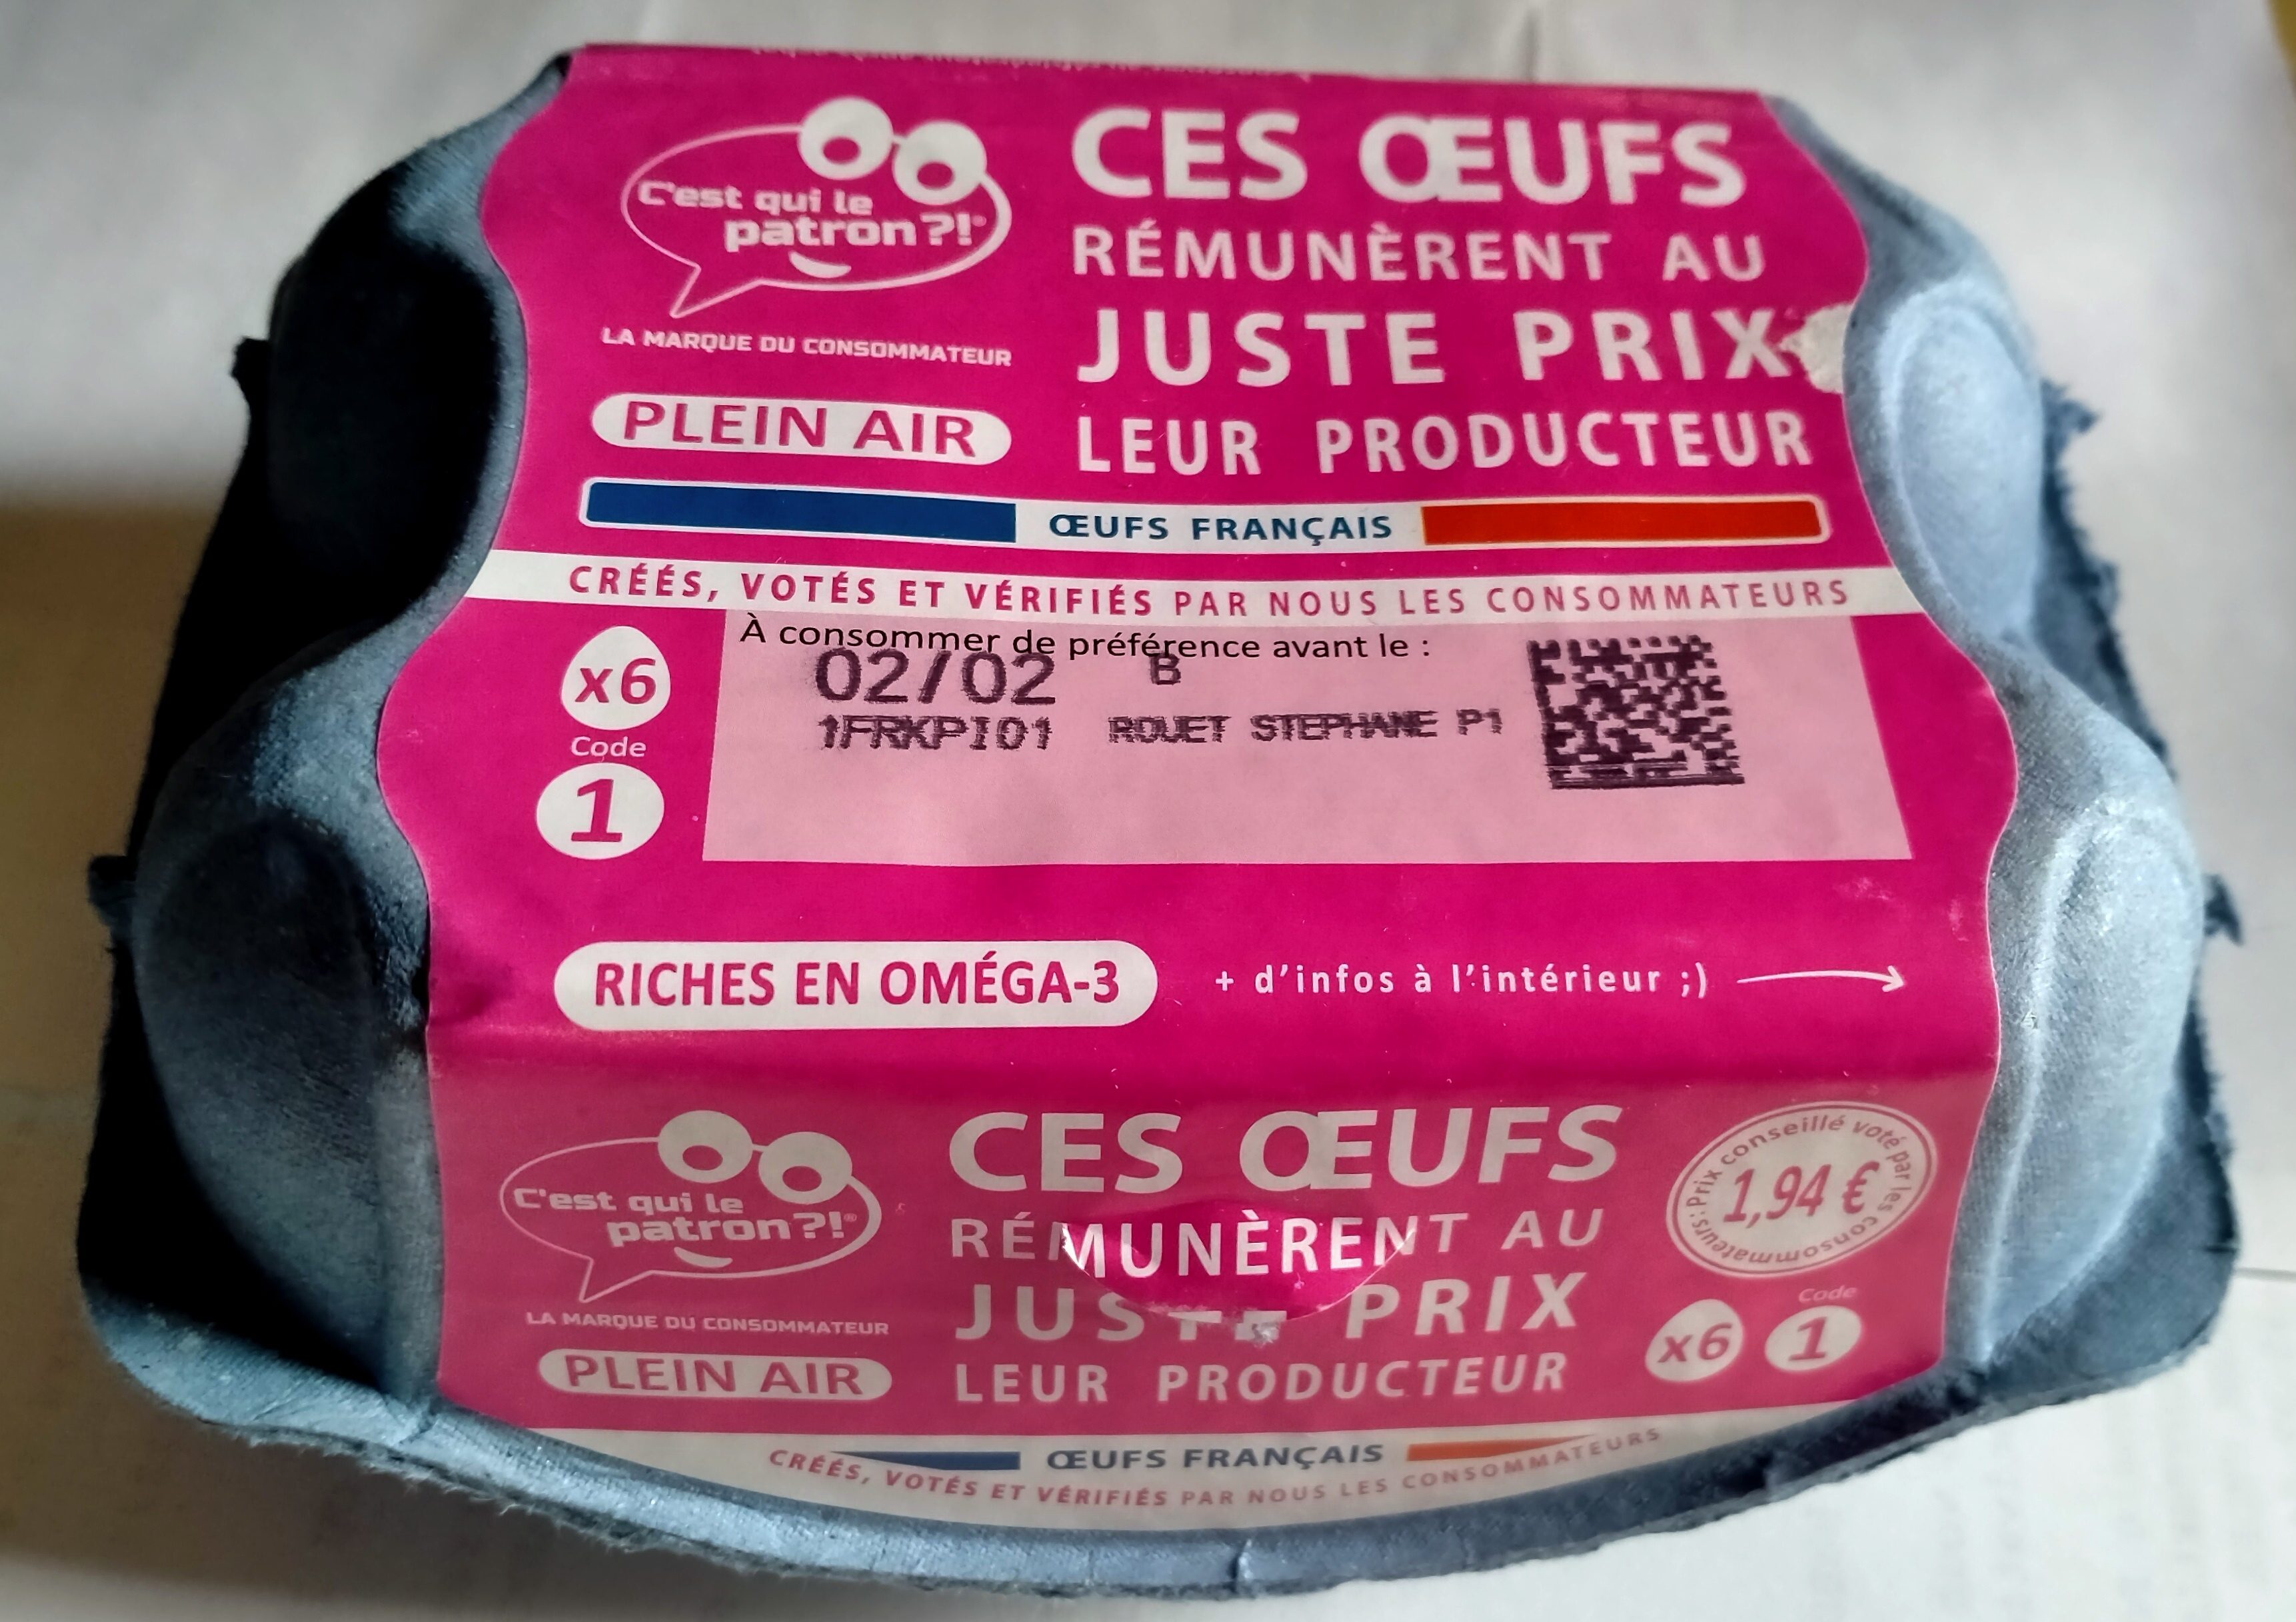 C'est qui le
patron ?!®
LA MARQUE DU CONSOMMATEUR
PLEIN AIR
CES ŒUFS
RÉMUNÈRENT AU
JUSTE PRIX
LEUR PRODUCTEUR
ŒUFS FRANÇAIS
CRÉÉS, VOTÉS ET VÉRIFIÉS PAR NOUS LES CONSOMMATEURS
x6
Code
1
À consommer de préférence avant le :
02/02 B
1FRKPI01 ROUET STEPHANE P1
RICHES EN OMÉGA-3
+ d'infos à l'intérieur ;)
C'est qui le
patron ?!®
LA MARQUE DU CONSOMMATEUR
PLEIN AIR
CES ŒUFS
RÉMUNÈRENT AU
JUSTE PRIX
LEUR PRODUCTEUR
Prix conseillé voté par les consommateurs :
1,94 €
x6
Code
1
ŒUFS FRANÇAIS
CRÉÉS, VOTÉS ET VÉRIFIÉS PAR NOUS LES CONSOMMATEURS